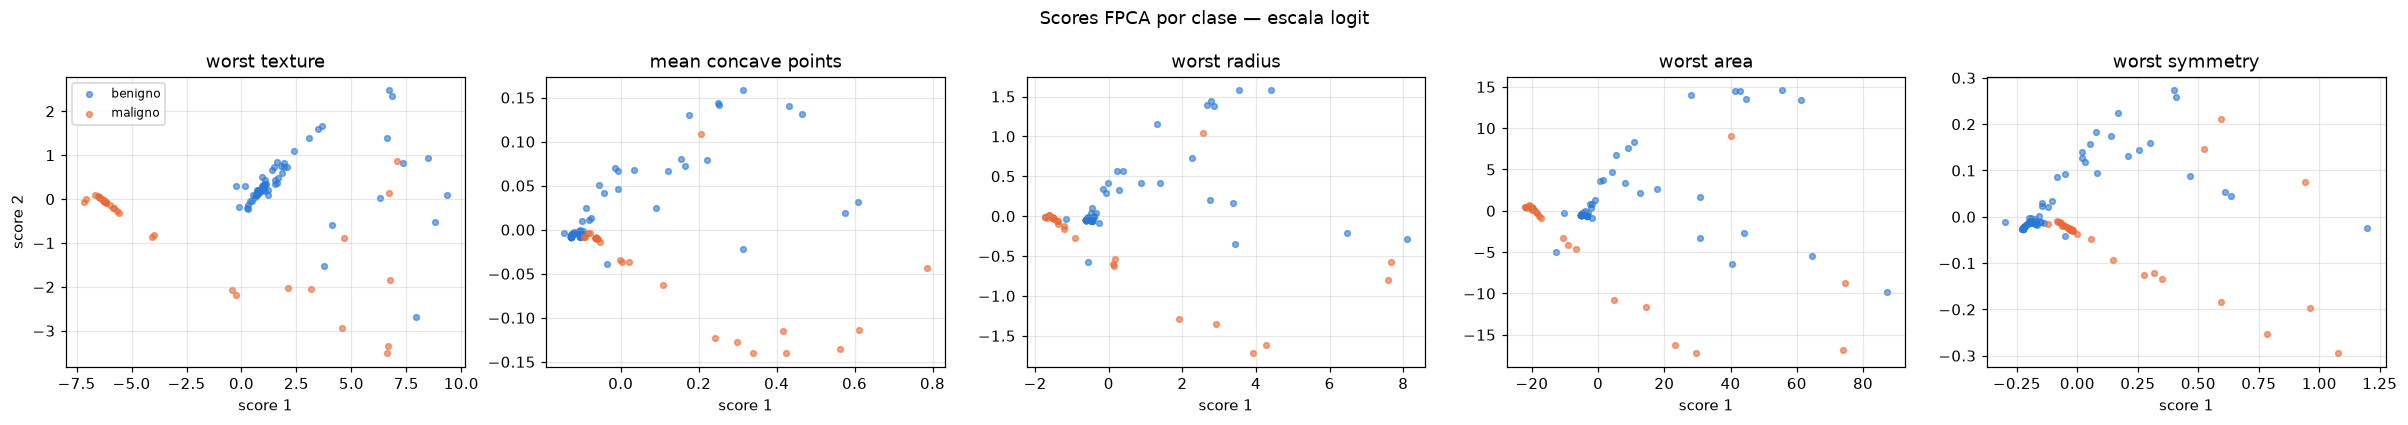 Scores FPCA por clase — escala logit
worst texture
benigno
maligno
score 2
2
1
0
−1
−2
−3
−7.5 −5.0 −2.5 0.0 2.5 5.0 7.5 10.0
score 1
mean concave points
0.15
0.10
0.05
0.00
−0.05
−0.10
−0.15
0.0 0.2 0.4 0.6 0.8
score 1
worst radius
1.5
1.0
0.5
0.0
−0.5
−1.0
−1.5
−2 0 2 4 6 8
score 1
worst area
15
10
5
0
−5
−10
−15
−20 0 20 40 60 80
score 1
worst symmetry
0.3
0.2
0.1
0.0
−0.1
−0.2
−0.3
−0.25 0.00 0.25 0.50 0.75 1.00 1.25
score 1